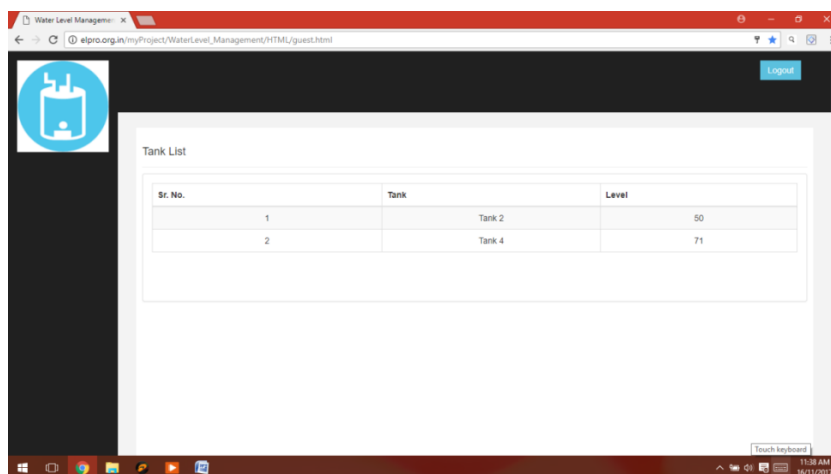 Water Level Managemen
elpro.org.in/myProject/WaterLevel_Management/HTML/guest.html
Logout
Tank List
Sr. No. Tank Level
1 Tank 2 50
2 Tank 4 71
Touch keyboard
11:38 AM